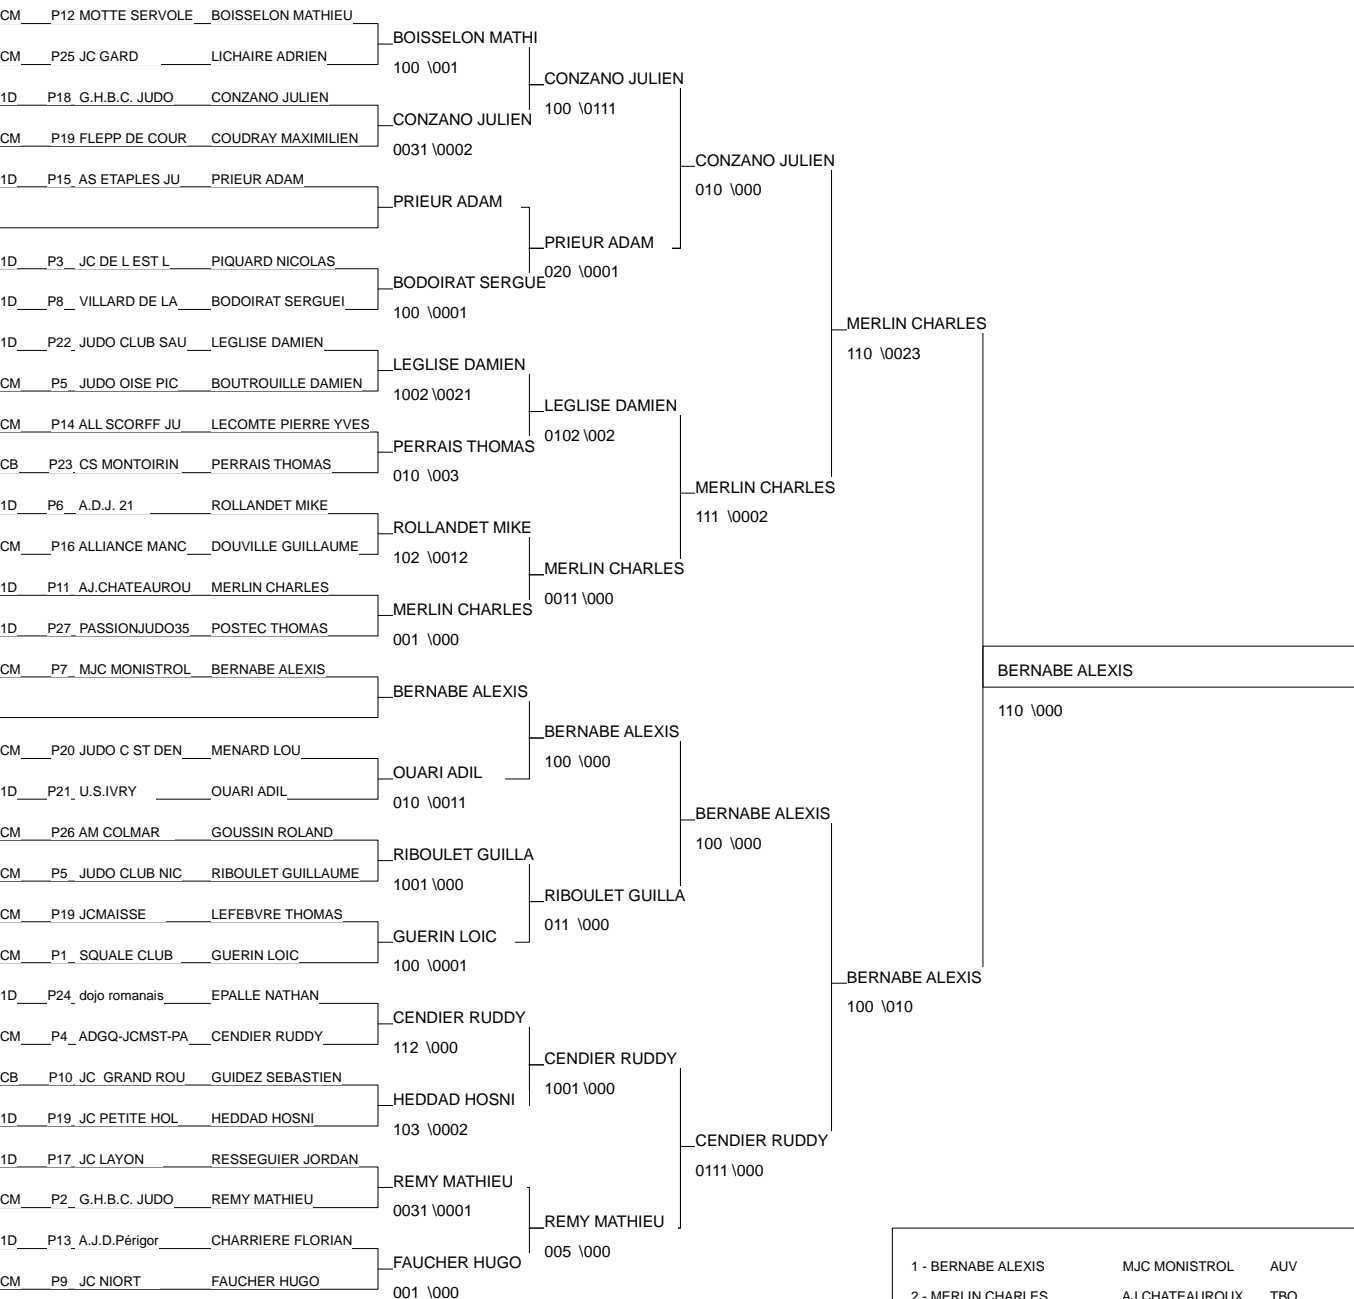 CM P12 MOTTE SERVOLE BOISSELON MATHIEU
BOISSELON MATHI
CM P25 JC GARD LICHAIRE ADRIEN
100 \001
CONZANO JULIEN
1D P18 G.H.B.C. JUDO CONZANO JULIEN
100 \0111
CONZANO JULIEN
CM P19 FLEPP DE COUR COUDRAY MAXIMILIEN
0031 \0002
CONZANO JULIEN
1D P15 AS ETAPLES JU PRIEUR ADAM
010 \000
PRIEUR ADAM
PRIEUR ADAM
1D P3 JC DE L EST L PIQUARD NICOLAS
020 \0001
BODOIRAT SERGUE
1D P8 VILLARD DE LA BODOIRAT SERGUEI
100 \0001
MERLIN CHARLES
1D P22 JUDO CLUB SAU LEGLISE DAMIEN
110 \0023
LEGLISE DAMIEN
CM P5 JUDO OISE PIC BOUTROUILLE DAMIEN
1002 \0021
LEGLISE DAMIEN
CM P14 ALL SCORFF JU LECOMTE PIERRE YVES
0102 \002
PERRAIS THOMAS
CB P23 CS MONTOIRIN PERRAIS THOMAS
010 \003
MERLIN CHARLES
1D P6 A.D.J. 21 ROLLANDET MIKE
111 \0002
ROLLANDET MIKE
CM P16 ALLIANCE MANC DOUVILLE GUILLAUME
102 \0012
MERLIN CHARLES
1D P11 AJ.CHATEAUROU MERLIN CHARLES
0011 \000
MERLIN CHARLES
1D P27 PASSIONJUDO35 POSTEC THOMAS
001 \000
CM P7 MJC MONISTROL BERNABE ALEXIS
BERNABE ALEXIS
BERNABE ALEXIS
110 \000
BERNABE ALEXIS
CM P20 JUDO C ST DEN MENARD LOU
100 \000
OUARI ADIL
1D P21 U.S.IVRY OUARI ADIL
010 \0011
BERNABE ALEXIS
CM P26 AM COLMAR GOUSSIN ROLAND
100 \000
RIBOULET GUILLA
CM P5 JUDO CLUB NIC RIBOULET GUILLAUME
1001 \000
RIBOULET GUILLA
CM P19 JCMAISSE LEFEBVRE THOMAS
011 \000
GUERIN LOIC
CM P1 SQUALE CLUB GUERIN LOIC
100 \0001
BERNABE ALEXIS
1D P24 dojo romanais EPALLE NATHAN
100 \010
CENDIER RUDDY
CM P4 ADGQ-JCMST-PA CENDIER RUDDY
112 \000
CENDIER RUDDY
CB P10 JC GRAND ROU GUIDEZ SEBASTIEN
1001 \000
HEDDAD HOSNI
1D P19 JC PETITE HOL HEDDAD HOSNI
103 \0002
CENDIER RUDDY
1D P17 JC LAYON RESSEGUIER JORDAN
0111 \000
REMY MATHIEU
CM P2 G.H.B.C. JUDO REMY MATHIEU
0031 \0001
REMY MATHIEU
1D P13 A.J.D.Périgor CHARRIERE FLORIAN
005 \000
FAUCHER HUGO
CM P9 JC NIORT FAUCHER HUGO
001 \000
1 - BERNABE ALEXIS MJC MONISTROL AUV
2 - MERLIN CHARLES AJ.CHATEAUROUX TBO